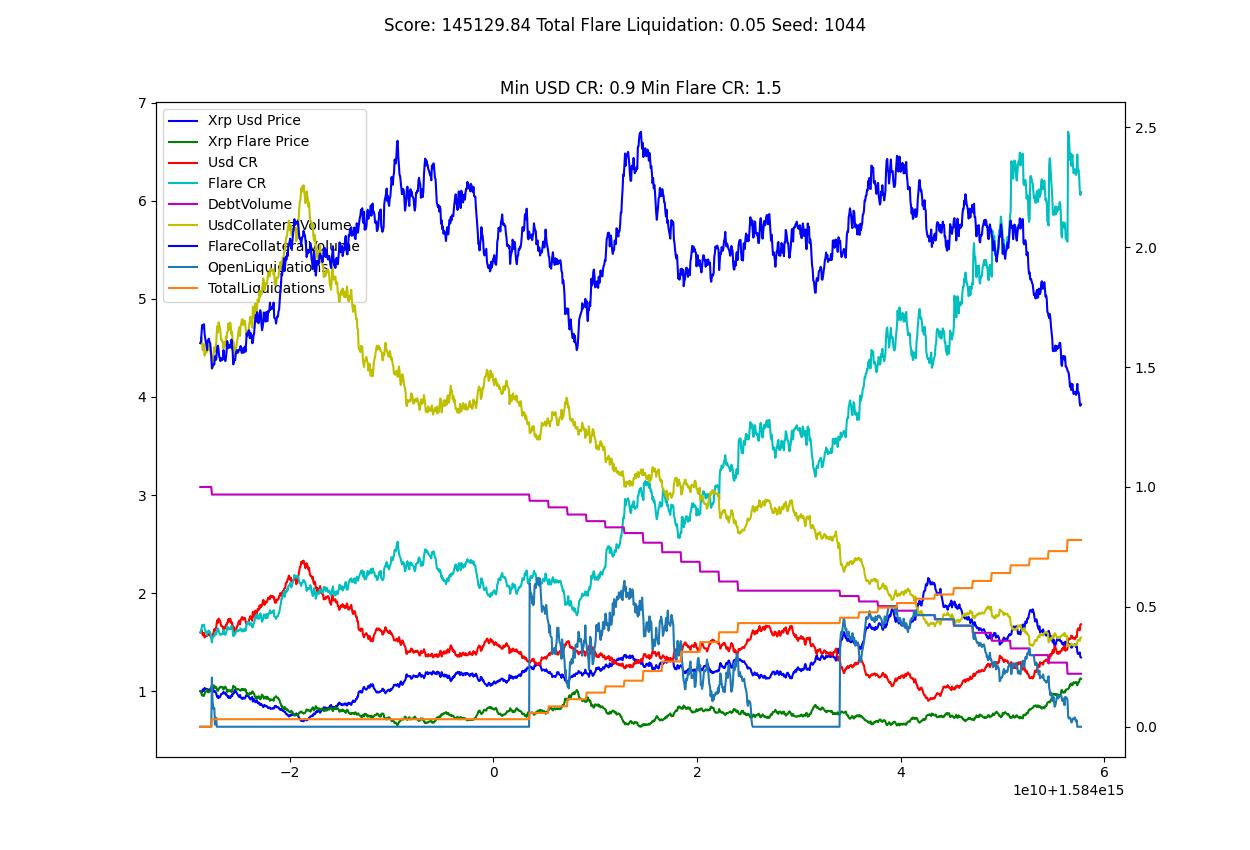 Score: 145129.84 Total Flare Liquidation: 0.05 Seed: 1044
Min USD CR: 0.9 Min Flare CR: 1.5
7
6
5
4
3
2
1
Xrp Usd Price
Xrp Flare Price
Usd CR
Flare CR
DebtVolume
UsdCollateralVolume
FlareCollateralVolume
OpenLiquidations
TotalLiquidations
2.5
2.0
1.5
1.0
0.5
0.0
−2 0 2 4 6
1e10+1.584e15